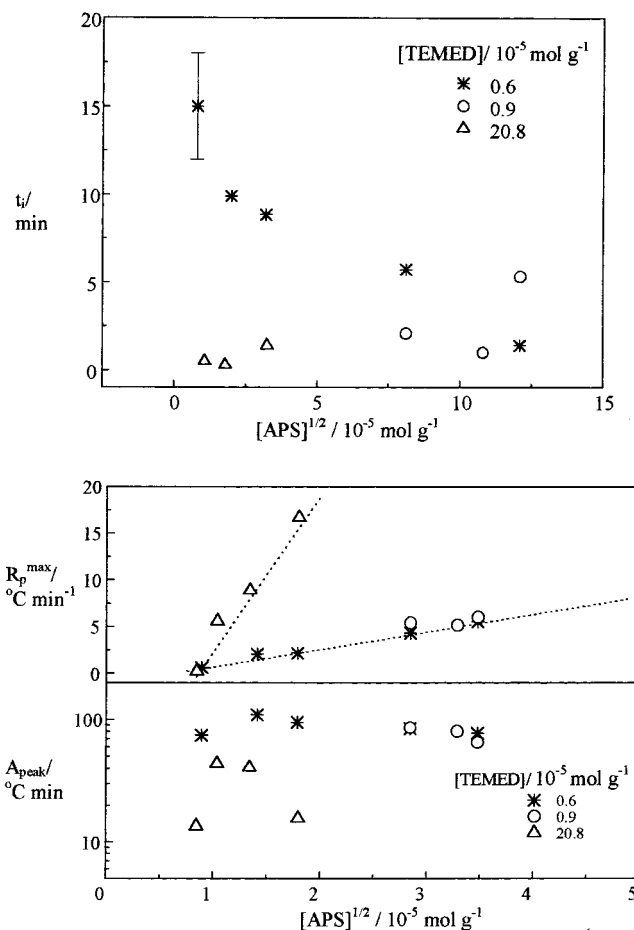 20
15
10
5
0
tᵢ/
min
[TEMED]/ 10⁻⁵ mol g⁻¹
0.6
0.9
20.8
0 5 10 15
[APS]^1/2 / 10⁻⁵ mol g⁻¹
20
15
10
5
0
Rₚ^max/
°C min⁻¹
100
10
A_peak/
°C min
[TEMED]/ 10⁻⁵ mol g⁻¹
0.6
0.9
20.8
0 1 2 3 4 5
[APS]^1/2 / 10⁻⁵ mol g⁻¹